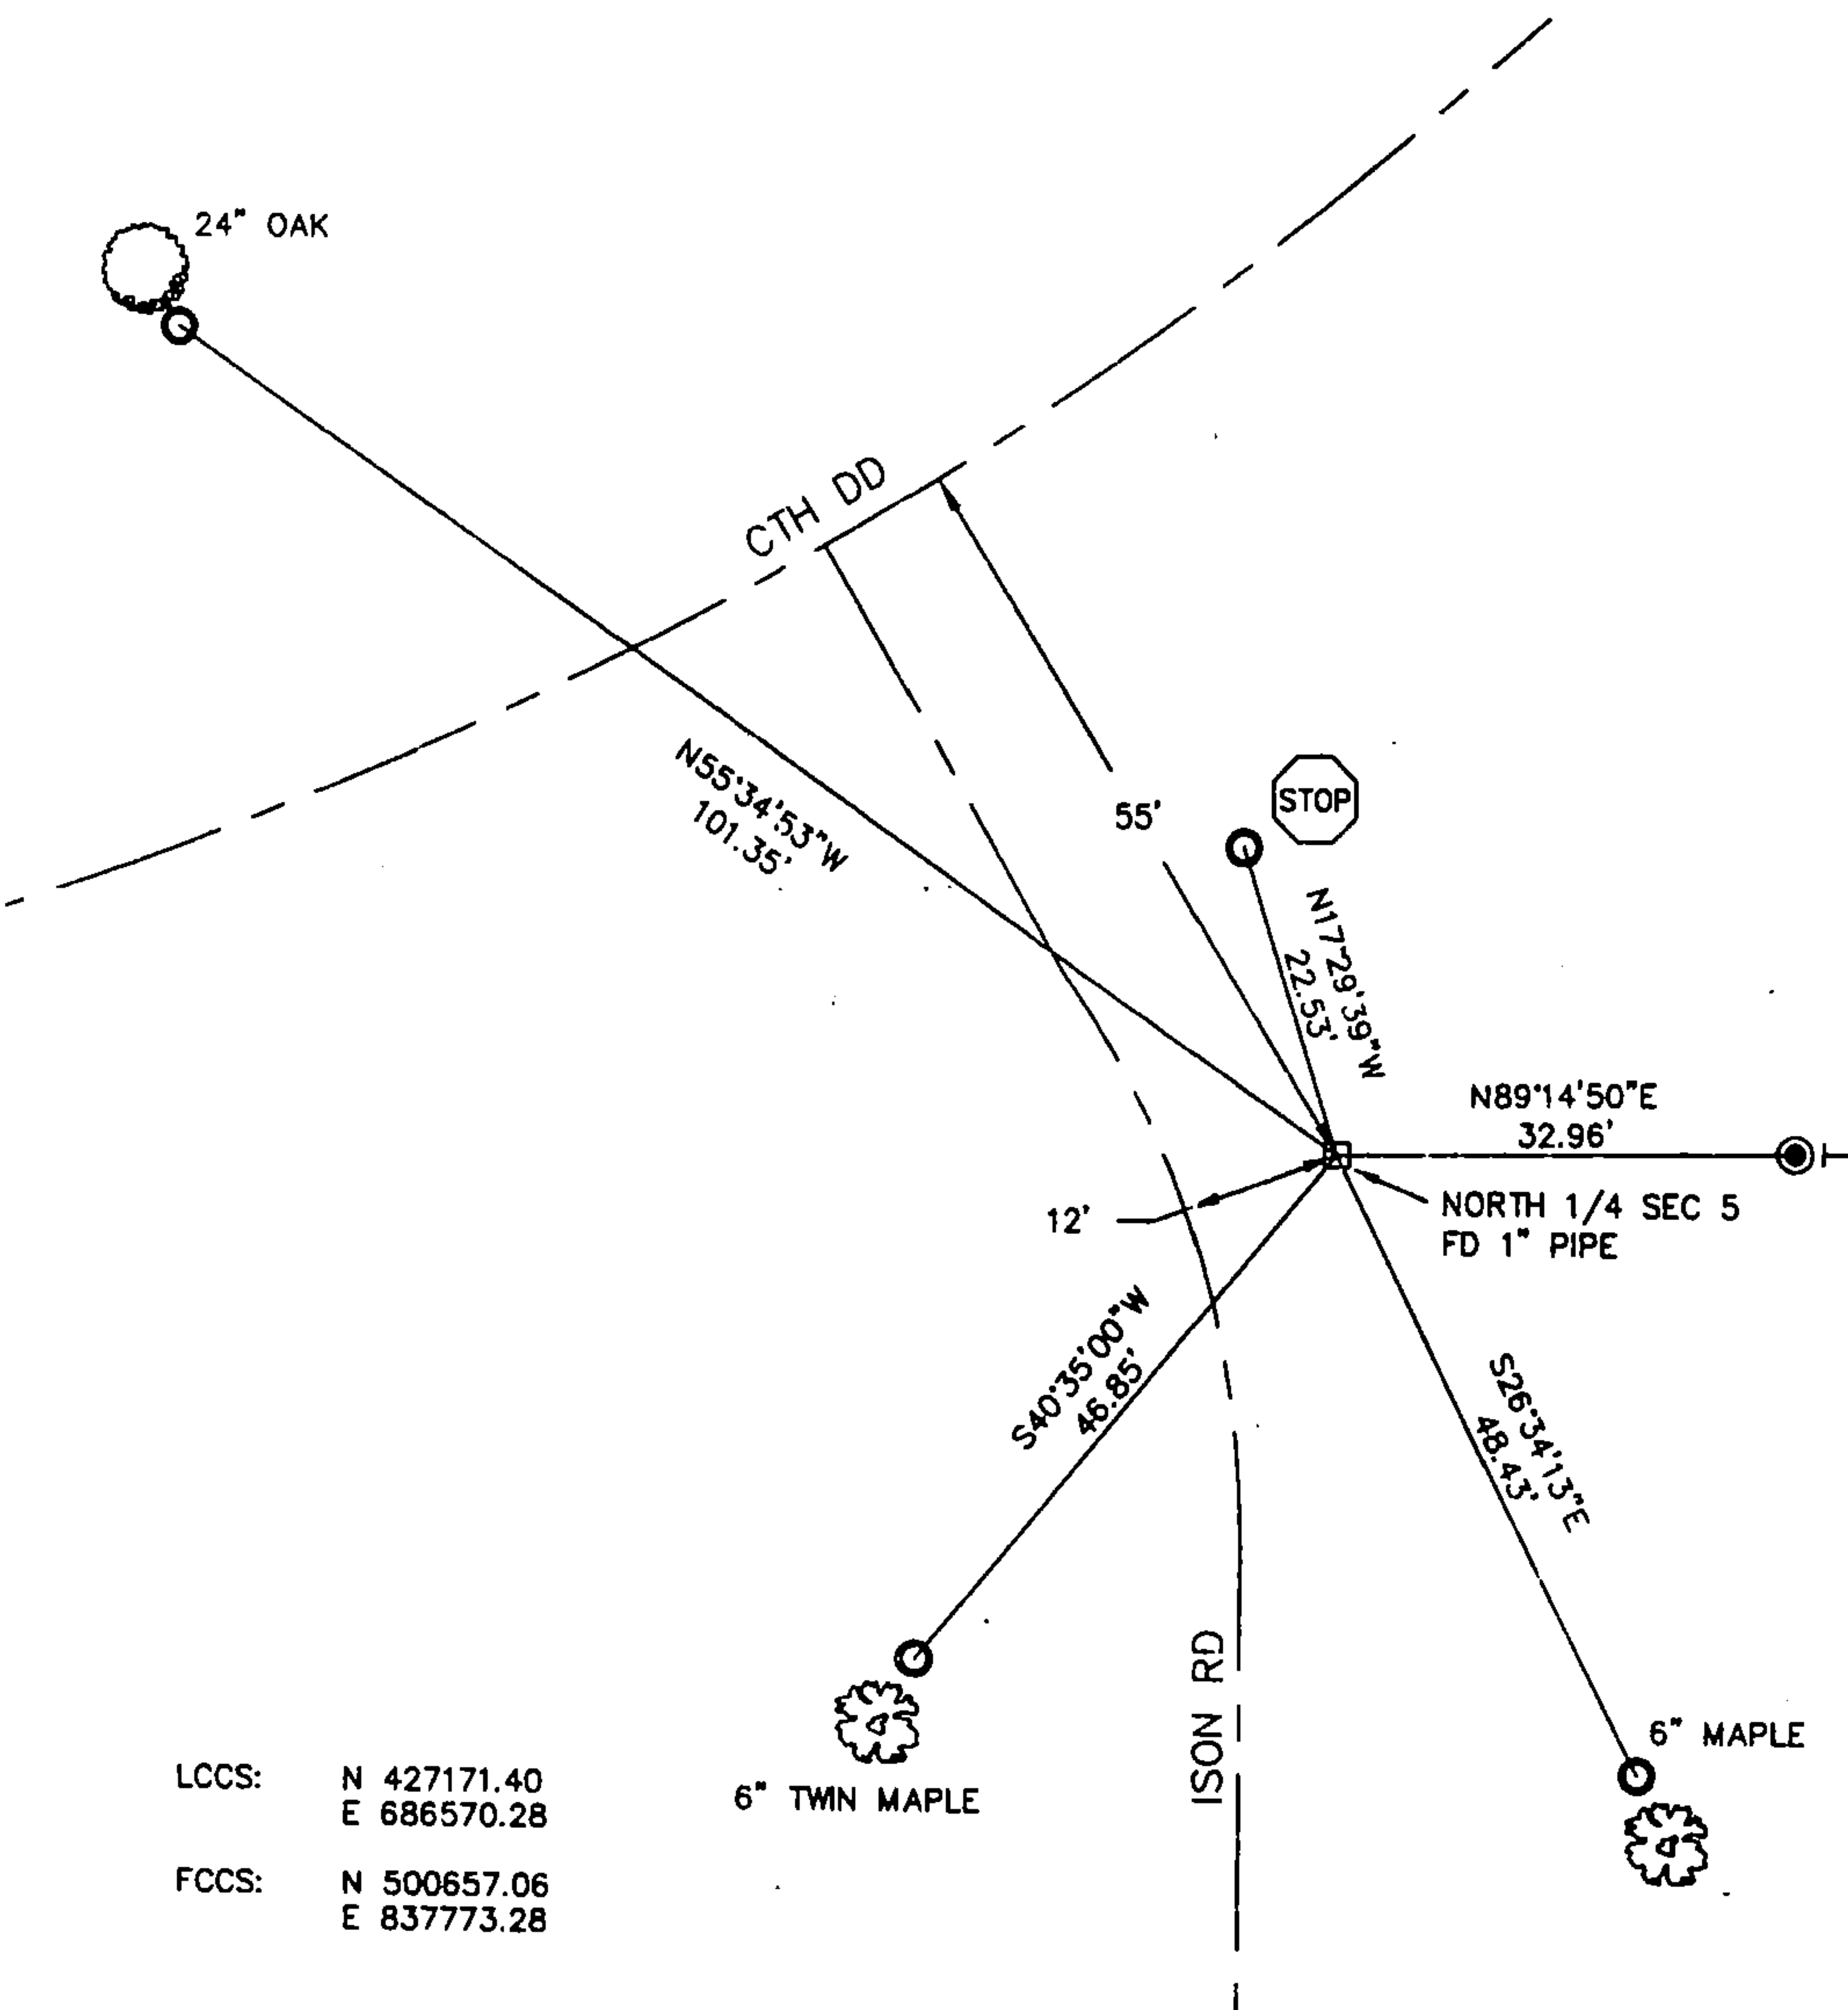 24" OAK
CTH DD
N55°34'53"W
101.35'
55'
STOP
N17°29'39"W
22.53'
N89°14'50"E
32.96'
NORTH 1/4 SEC 5
FD 1" PIPE
12'
S40°35'00"W
46.85'
S26°34'13"E
48.43'
ISON RD
6" MAPLE
6" TWIN MAPLE
LCCS: N 427171.40
E 686570.28
FCCS: N 500657.06
E 837773.28